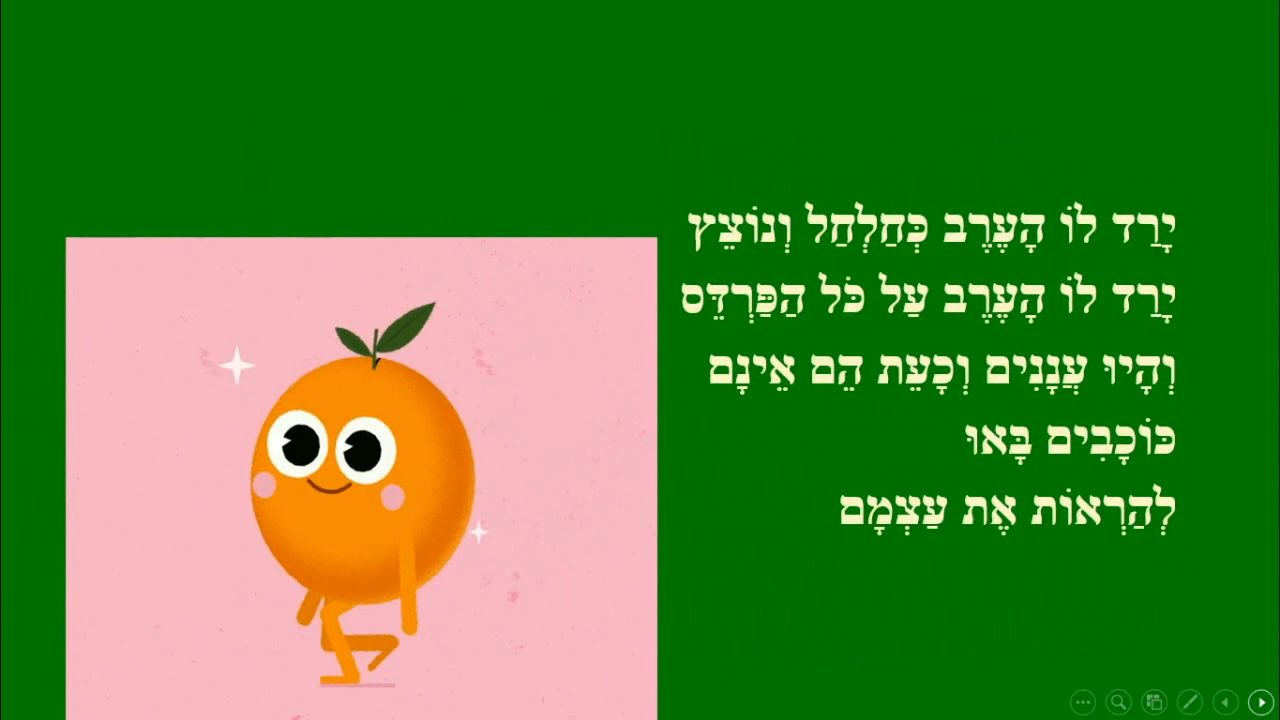 יָרַד לוֹ הָעֶרֶב כְּחַלְחַל וְנוֹצֵץ
יָרַד לוֹ הָעֶרֶב עַל כֹּל הַפַּרְדֵּס
וְהָיוּ עֲנָנִים וְכָעֵת הֵם אֵינָם
כּוֹכָבִים בָּאוּ
לְהַרְאוֹת אֶת עַצְמָם